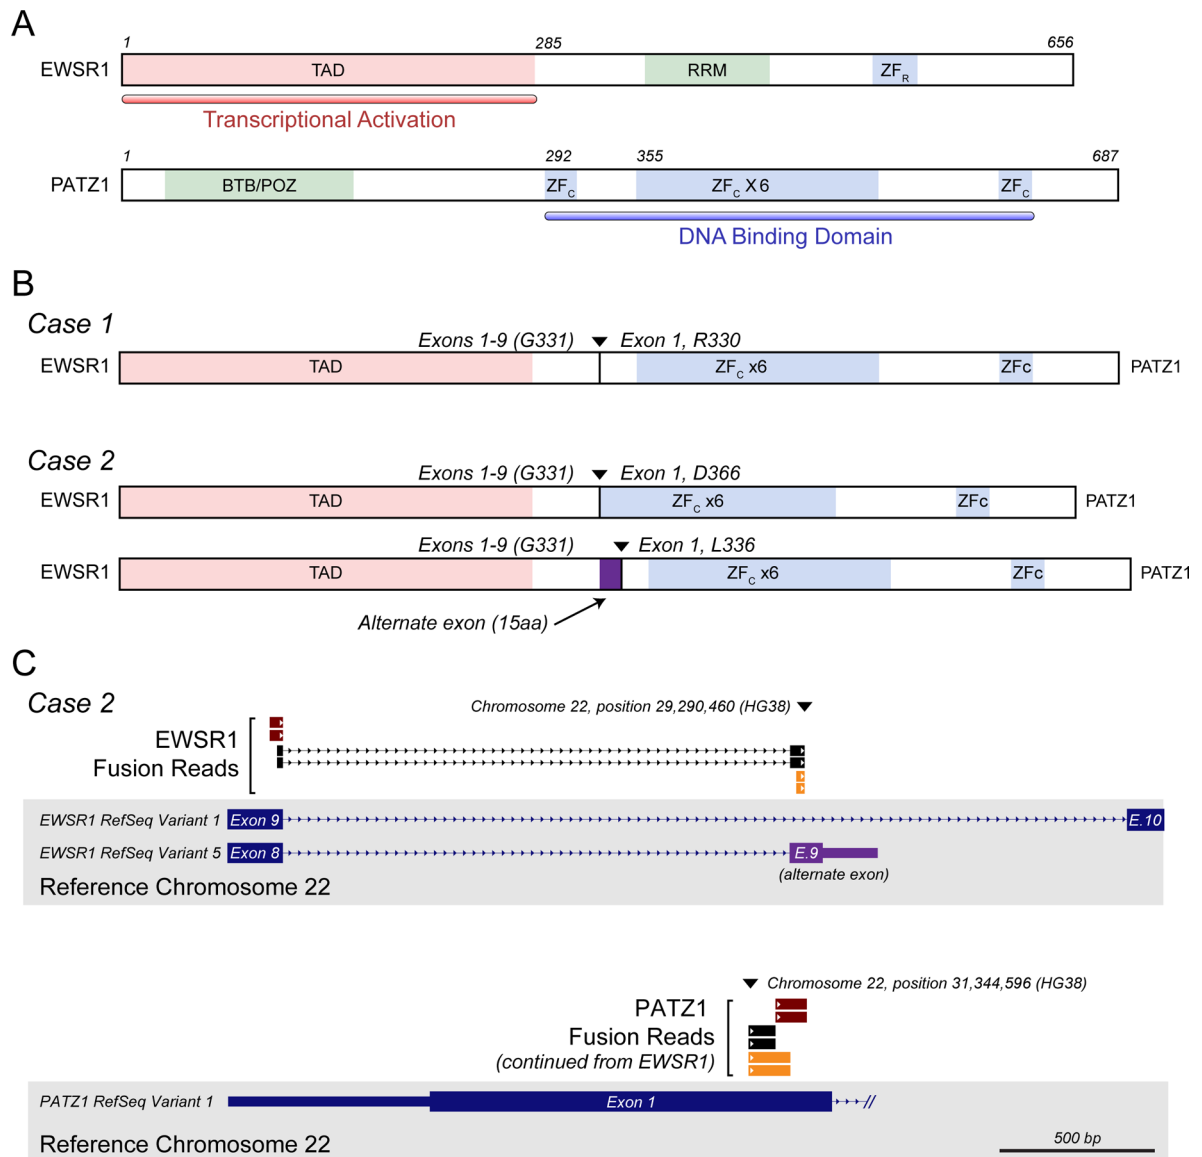 A
1 285 656
EWSR1 TAD RRM ZFR
Transcriptional Activation
1 292 355 687
PATZ1 BTB/POZ ZFC ZFC X 6 ZFC
DNA Binding Domain
B
Case 1
Exons 1-9 (G331) Exon 1, R330
EWSR1 TAD ZFC x6 ZFc PATZ1
Case 2
Exons 1-9 (G331) Exon 1, D366
EWSR1 TAD ZFC x6 ZFc PATZ1
Exons 1-9 (G331) Exon 1, L336
EWSR1 TAD ZFC x6 ZFc PATZ1
Alternate exon (15aa)
C
Case 2
Chromosome 22, position 29,290,460 (HG38)
EWSR1
Fusion Reads
EWSR1 RefSeq Variant 1 Exon 9 E.10
EWSR1 RefSeq Variant 5 Exon 8 E.9
(alternate exon)
Reference Chromosome 22
Chromosome 22, position 31,344,596 (HG38)
PATZ1
Fusion Reads
(continued from EWSR1)
PATZ1 RefSeq Variant 1 Exon 1 //
Reference Chromosome 22
500 bp